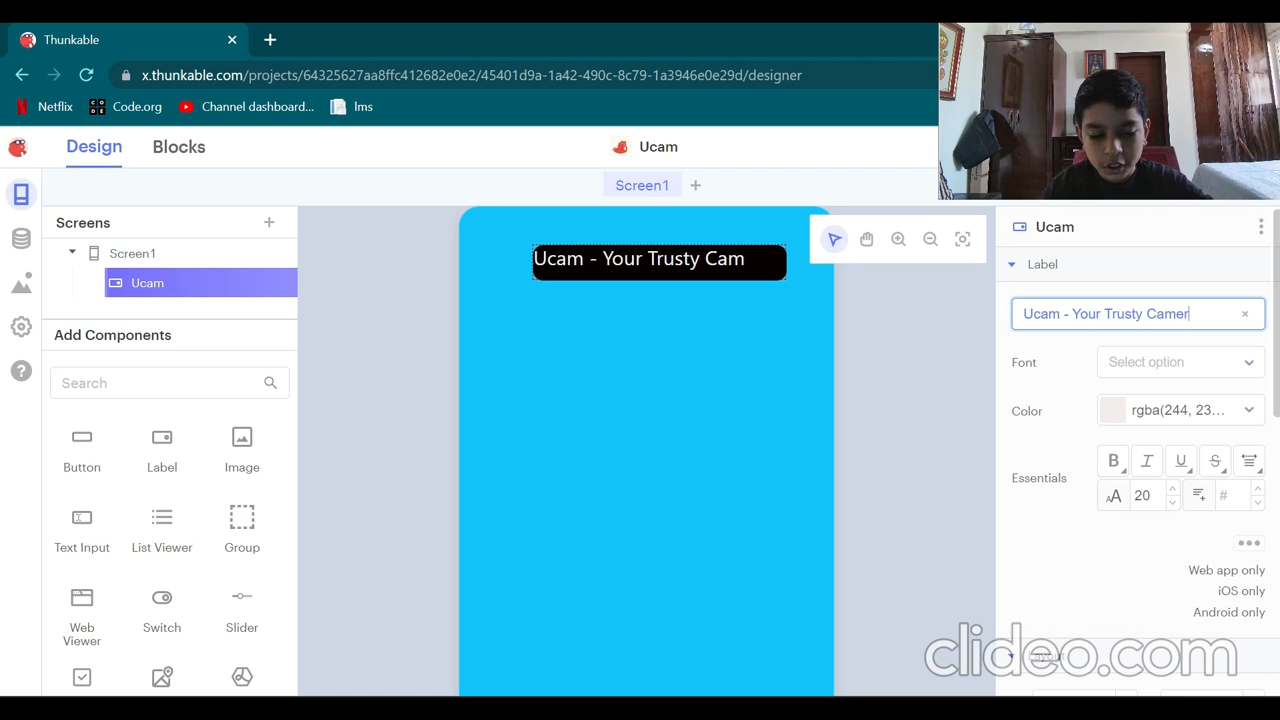 Thunkable
x.thunkable.com/projects/64325627aa8ffc412682e0e2/45401d9a-1a42-490c-8c79-1a3946e0e29d/designer
Netflix
CODE
Code.org
Channel dashboard...
lms
Design
Blocks
Ucam
Screen1
Screens
Screen1
Ucam
Add Components
Search
Button
Label
Image
Text Input
List Viewer
Group
Web
Viewer
Switch
Slider
Ucam - Your Trusty Cam
Ucam
Label
Ucam - Your Trusty Camer
Font
Select option
Color
rgba(244, 23...
Essentials
B I U S
AA 20 #
Web app only
iOS only
Android only
Layout
clideo.com